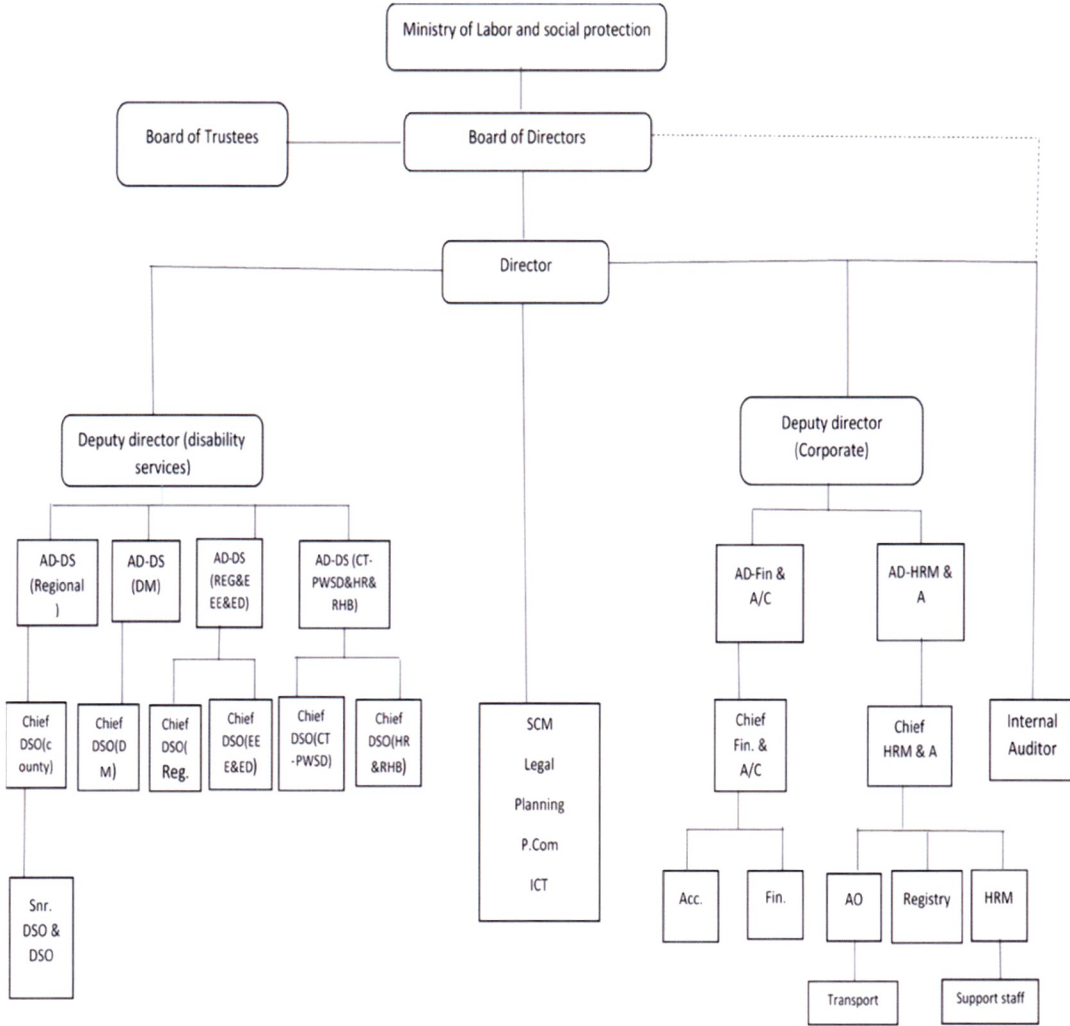 Ministry of Labor and social protection
Board of Trustees
Board of Directors
Director
Deputy director (disability
services)
Deputy director
(Corporate)
AD-DS
(Regional
)
AD-DS
(DM)
AD-DS
(REG&E
EE&ED)
AD-DS (CT-
PWSD&HR&
RHB)
AD-Fin &
A/C
AD-HRM &
A
Chief
DSO(c
ounty)
Chief
DSO(D
M)
Chief
DSO(
Reg.
Chief
DSO(EE
E&ED)
Chief
DSO(CT
-PWSD)
Chief
DSO(HR
&RHB)
SCM
Legal
Planning
P.Com
ICT
Chief
Fin. &
A/C
Chief
HRM & A
Internal
Auditor
Snr.
DSO &
DSO
Acc.
Fin.
AO
Registry
HRM
Transport
Support staff